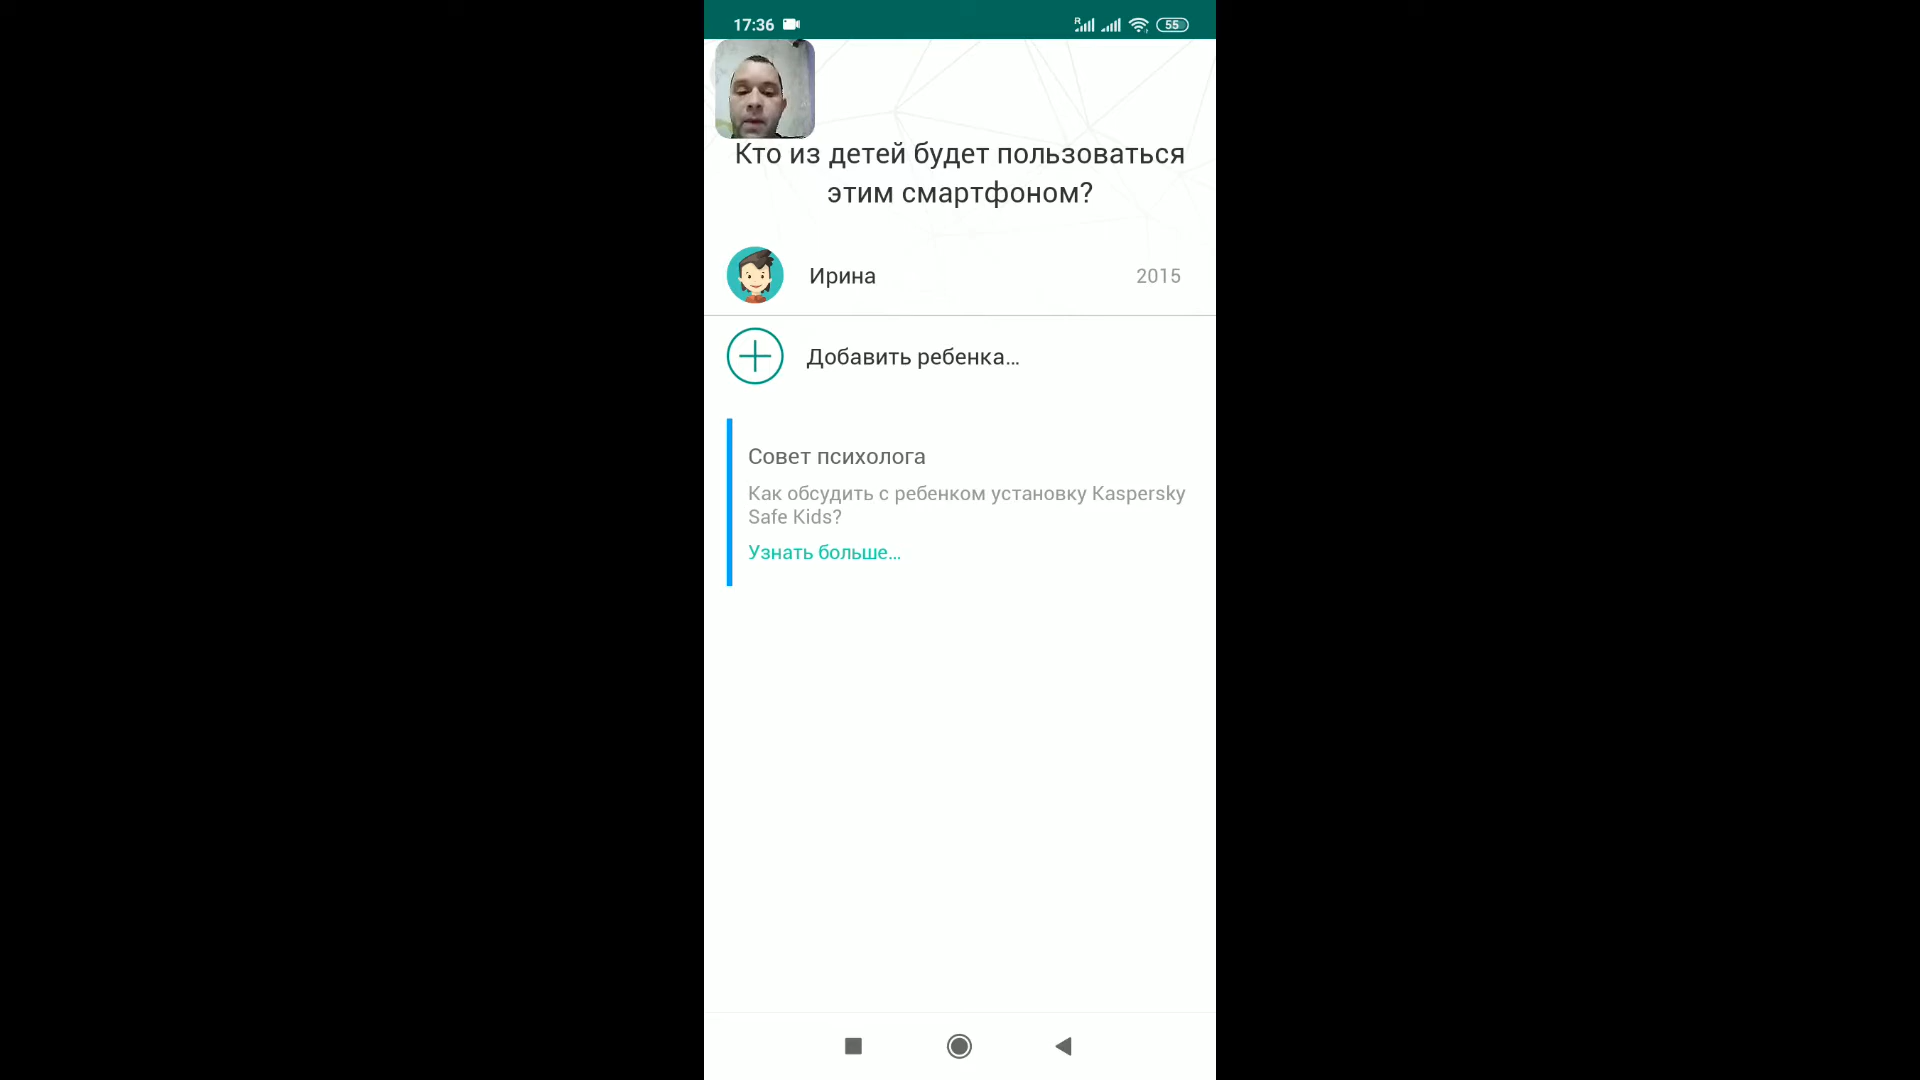 17:36
R
55
Кто из детей будет пользоваться
этим смартфоном?
Ирина 2015
Добавить ребенка...
Совет психолога
Как обсудить с ребенком установку Kaspersky
Safe Kids?
Узнать больше...